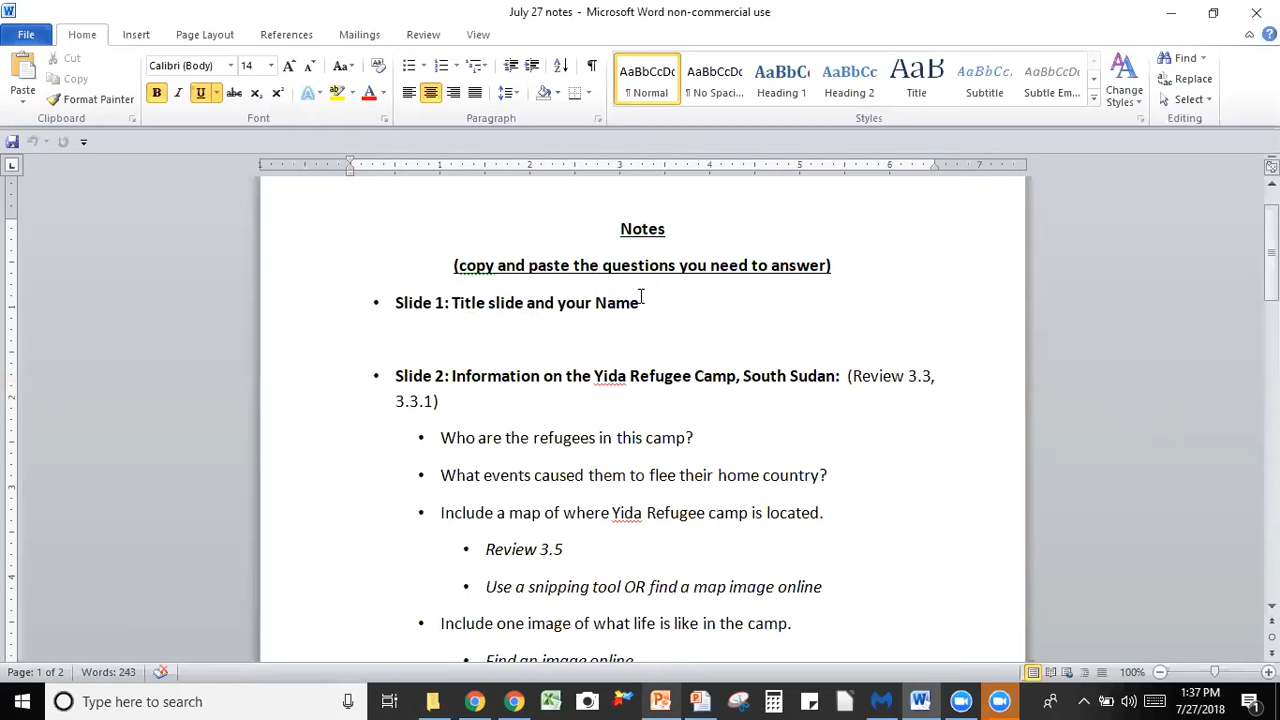 July 27 notes - Microsoft Word non-commercial use
File Home Insert Page Layout References Mailings Review View
Paste
Cut
Copy
Format Painter
Clipboard
Calibri (Body) 14
Font
Paragraph
AaBbCcDc AaBbCcDc AaBbCc AaBbCc AaB AaBbCcL AaBbCcDc
¶ Normal ¶ No Spaci... Heading 1 Heading 2 Title Subtitle Subtle Em...
Change
Styles
Styles
Find
Replace
Select
Editing
Notes
(copy and paste the questions you need to answer)
• Slide 1: Title slide and your Name
• Slide 2: Information on the Yida Refugee Camp, South Sudan: (Review 3.3,
3.3.1)
• Who are the refugees in this camp?
• What events caused them to flee their home country?
• Include a map of where Yida Refugee camp is located.
• Review 3.5
• Use a snipping tool OR find a map image online
• Include one image of what life is like in the camp.
• Find an image online
Page: 1 of 2 Words: 243 100%
Type here to search
1:37 PM
7/27/2018